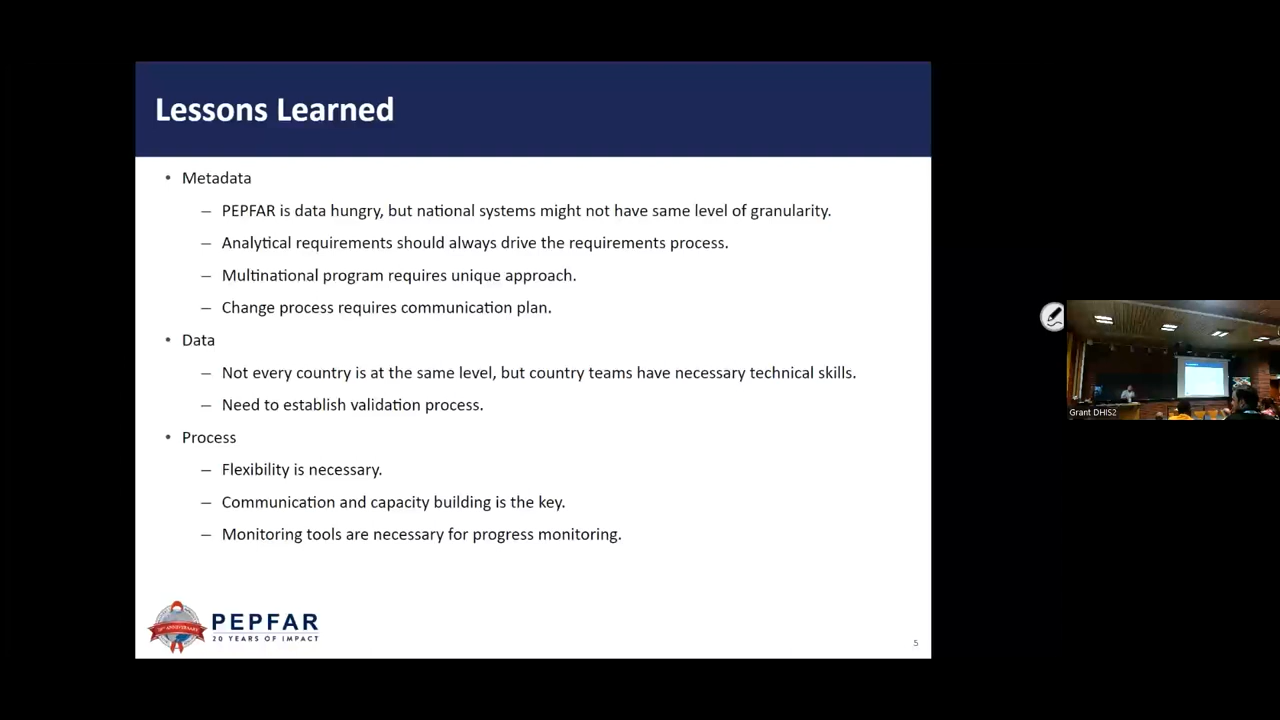 Lessons Learned
• Metadata
– PEPFAR is data hungry, but national systems might not have same level of granularity.
– Analytical requirements should always drive the requirements process.
– Multinational program requires unique approach.
– Change process requires communication plan.
• Data
– Not every country is at the same level, but country teams have necessary technical skills.
– Need to establish validation process.
• Process
– Flexibility is necessary.
– Communication and capacity building is the key.
– Monitoring tools are necessary for progress monitoring.
PEPFAR
20 YEARS OF IMPACT
5
Grant DHIS2